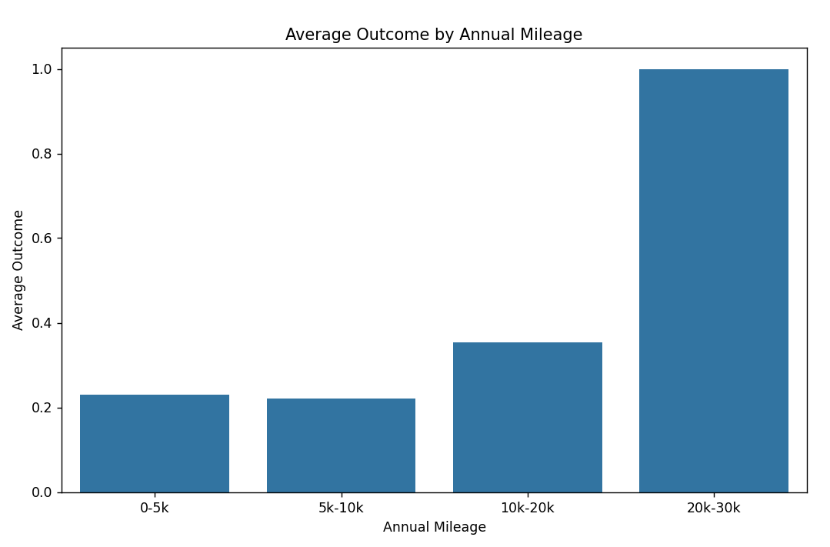 Average Outcome by Annual Mileage
Average Outcome
1.0
0.8
0.6
0.4
0.2
0.0
0-5k
5k-10k
10k-20k
20k-30k
Annual Mileage